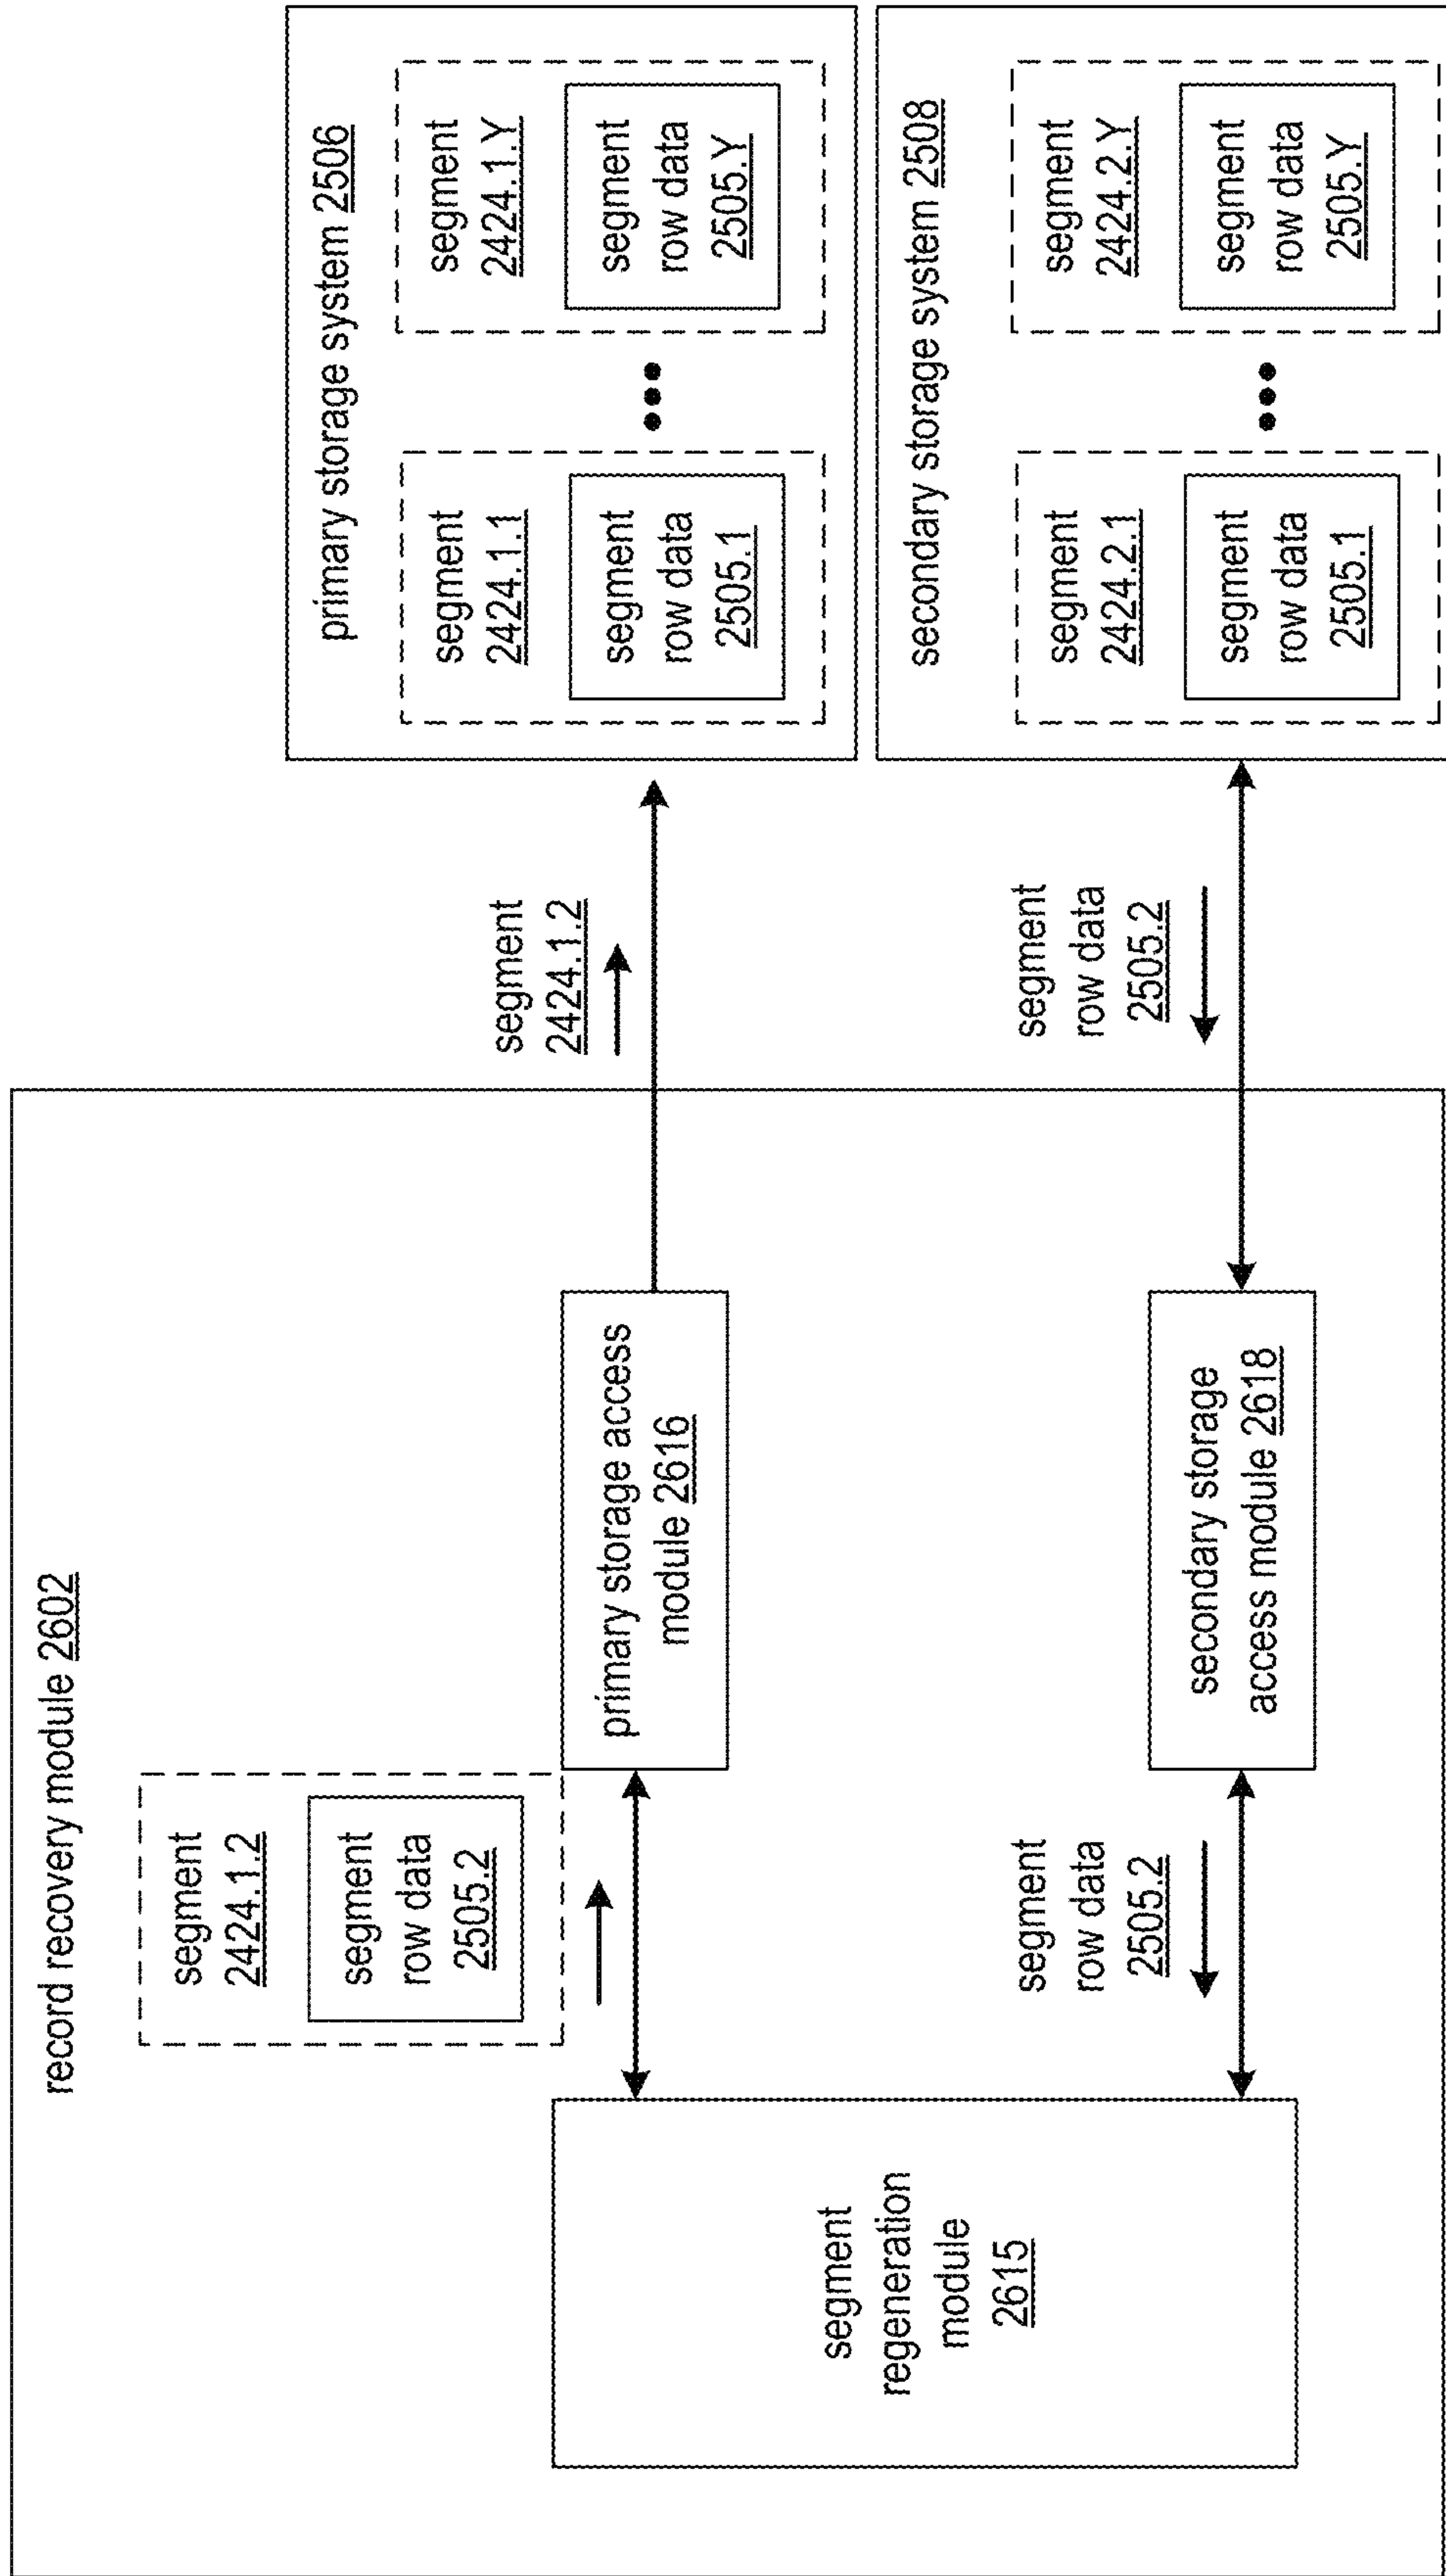 record recovery module 2602
segment
2424.1.2
segment
row data
2505.2
segment
regeneration
module
2615
primary storage access
module 2616
segment
row data
2505.2
secondary storage
access module 2618
segment
2424.1.2
segment
row data
2505.2
primary storage system 2506
segment
2424.1.1
segment
row data
2505.1
segment
2424.1.Y
segment
row data
2505.Y
secondary storage system 2508
segment
2424.2.1
segment
row data
2505.1
segment
2424.2.Y
segment
row data
2505.Y